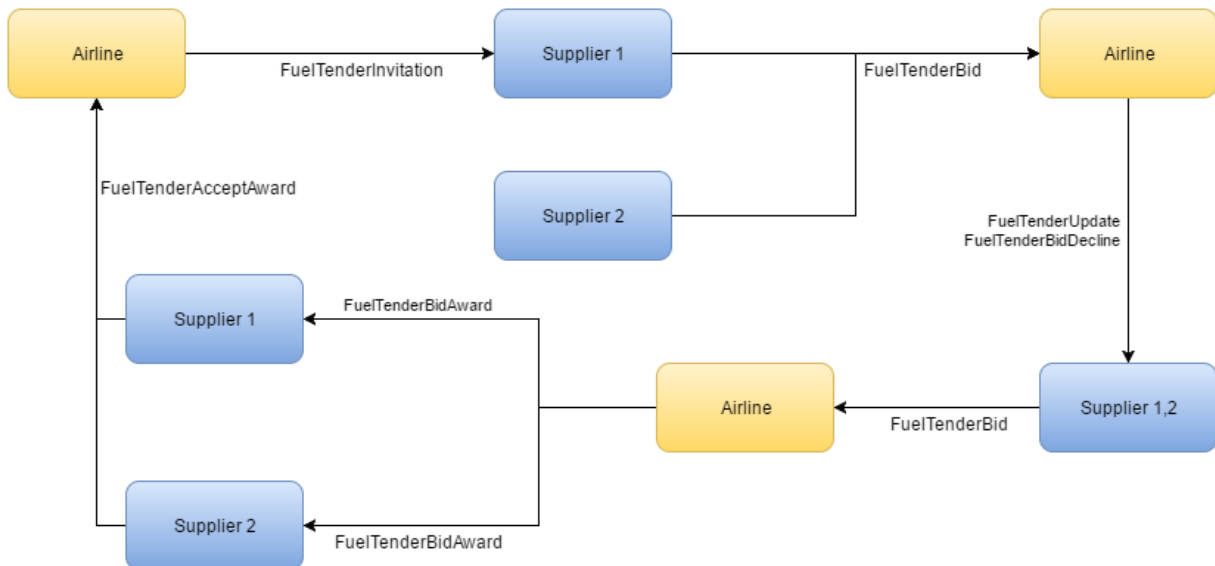 Airline
FuelTenderInvitation
Supplier 1
FuelTenderBid
Airline
FuelTenderAcceptAward
Supplier 2
FuelTenderUpdate
FuelTenderBidDecline
Supplier 1
FuelTenderBidAward
Airline
FuelTenderBid
Supplier 1,2
Supplier 2
FuelTenderBidAward